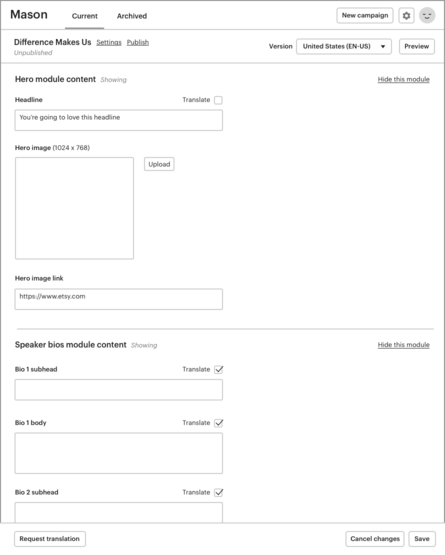 Mason Current Archived New campaign
Difference Makes Us Settings Publish Version United States (EN-US) Preview
Unpublished
Hero module content Showing Hide this module
Headline Translate
You're going to love this headline
Hero image (1024 x 768)
Upload
Hero image link
https://www.etsy.com
Speaker bios module content Showing Hide this module
Bio 1 subhead Translate
Bio 1 body Translate
Bio 2 subhead Translate
Request translation Cancel changes Save